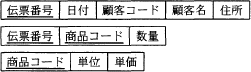 伝票番号 日付 顧客コード 顧客名 住所
伝票番号 商品コード 数量
商品コード 単位 単価